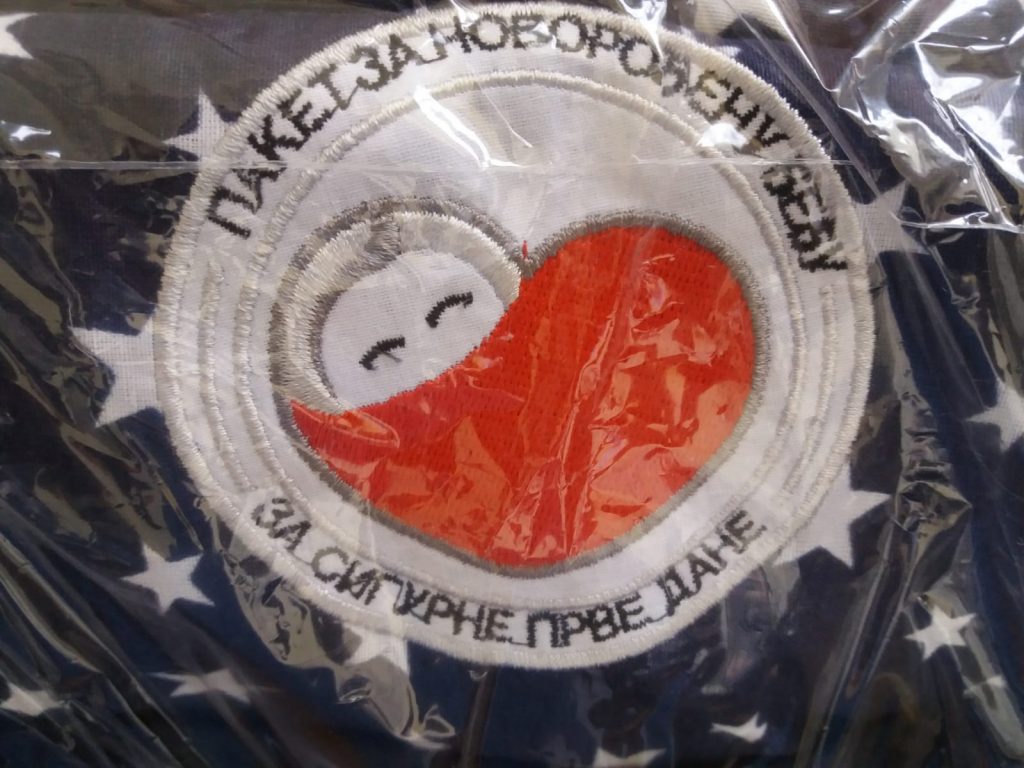 ПАКЕТ ЗА НОВОРОЂЕНУ БЕБУ
ЗА СИГУРНЕ ПРВЕ ДАНЕ